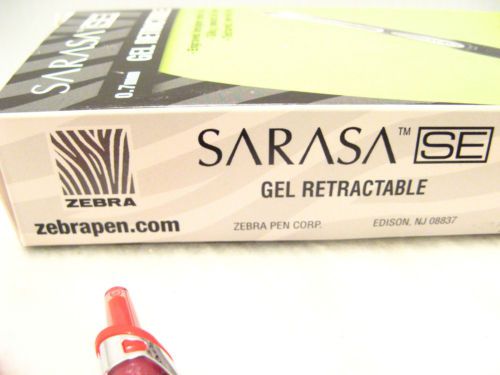 SARASA SE
0.7mm GEL RETRACTABLE
ZEBRA
SARASA™ SE
GEL RETRACTABLE
zebrapen.com
ZEBRA PEN CORP.
EDISON, NJ 08837